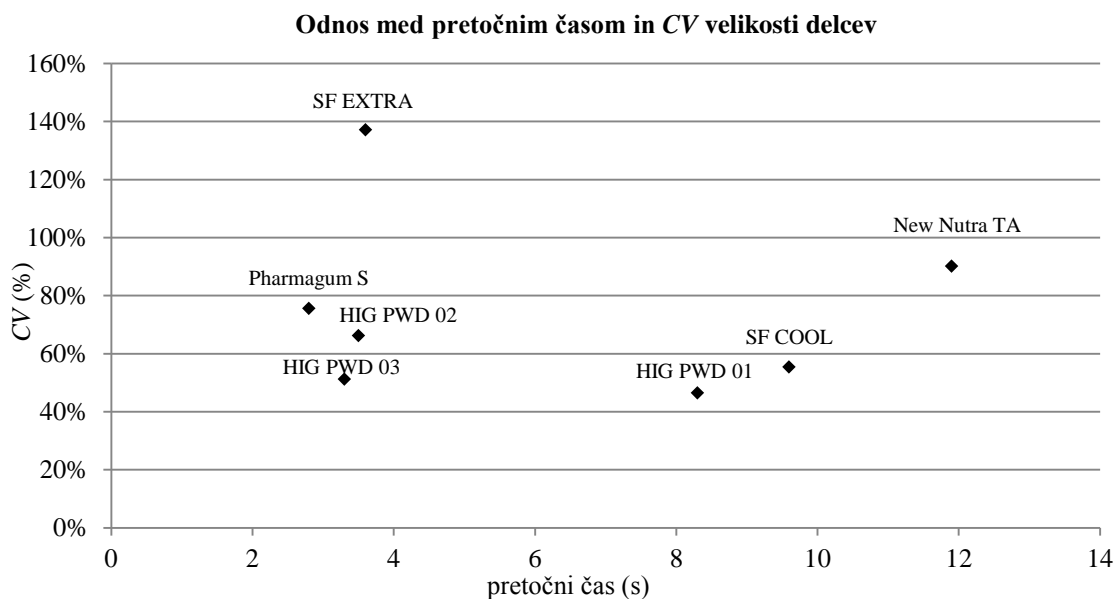 Odnos med pretočnim časom in CV velikosti delcev
160%
140%
120%
100%
80%
60%
40%
20%
0%
CV (%)
SF EXTRA
New Nutra TA
Pharmagum S
HIG PWD 02
SF COOL
HIG PWD 03
HIG PWD 01
0 2 4 6 8 10 12 14
pretočni čas (s)